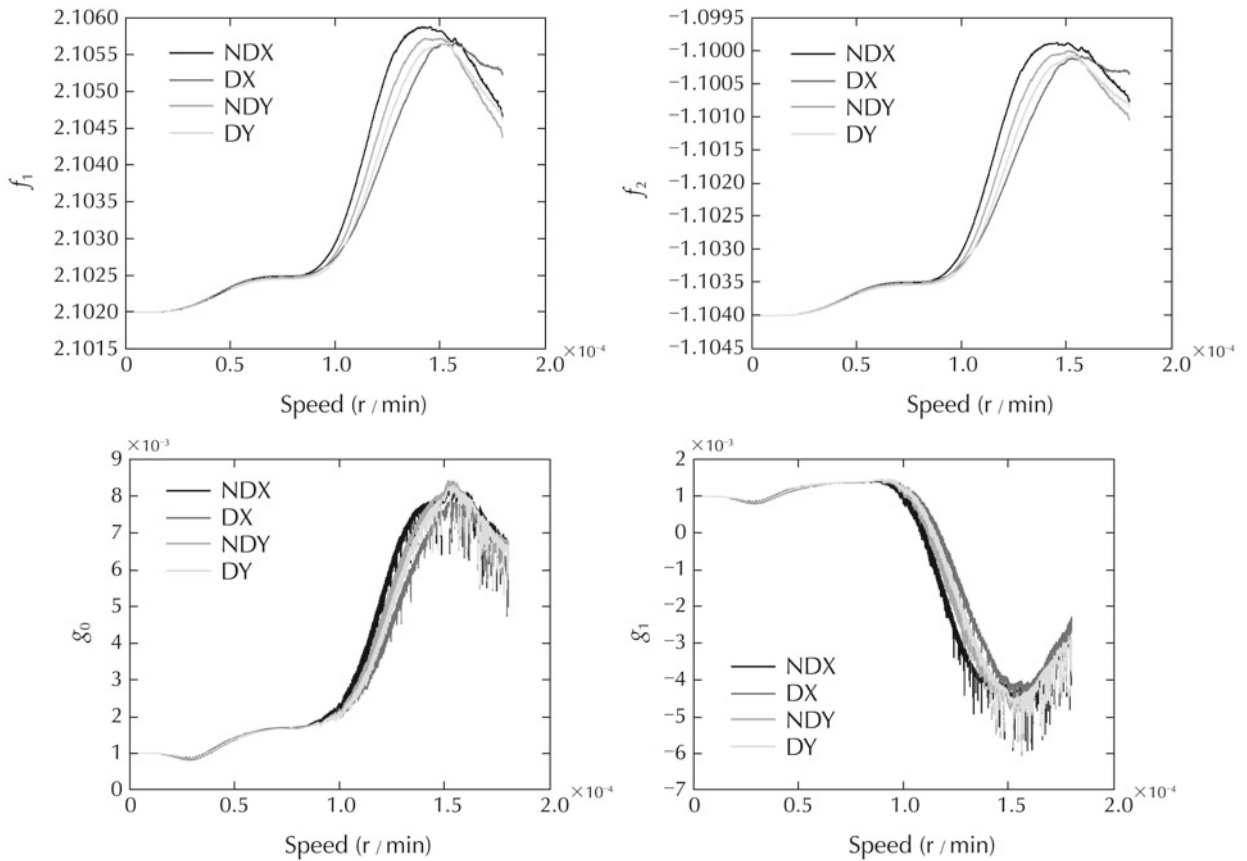 2.1060
2.1055
2.1050
2.1045
2.1040
2.1035
2.1030
2.1025
2.1020
2.1015
f₁
NDX
DX
NDY
DY
0 0.5 1.0 1.5 2.0
×10⁻⁴
Speed (r / min)
−1.0995
−1.1000
−1.1005
−1.1010
−1.1015
−1.1020
−1.1025
−1.1030
−1.1035
−1.1040
−1.1045
f₂
NDX
DX
NDY
DY
0 0.5 1.0 1.5 2.0
×10⁻⁴
Speed (r / min)
×10⁻³
9
8
7
6
5
4
3
2
1
0
g₀
NDX
DX
NDY
DY
0 0.5 1.0 1.5 2.0
×10⁻⁴
Speed (r / min)
×10⁻³
2
1
0
−1
−2
−3
−4
−5
−6
−7
g₁
NDX
DX
NDY
DY
0 0.5 1.0 1.5 2.0
×10⁻⁴
Speed (r / min)